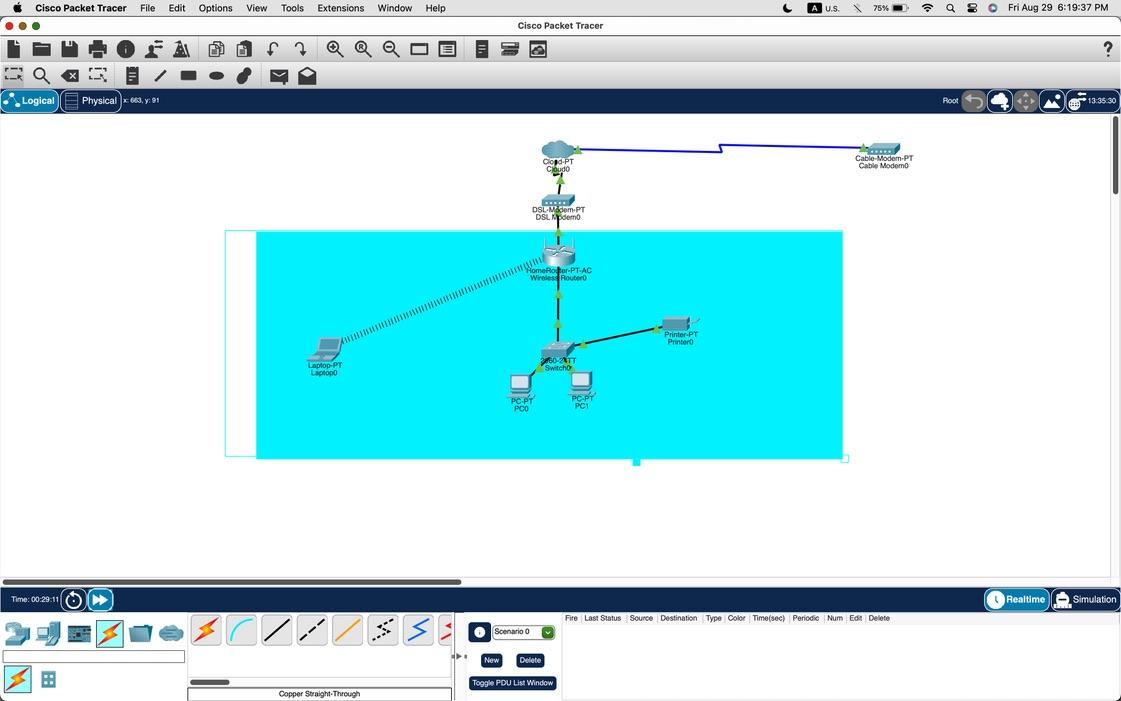 Cisco Packet Tracer File Edit Options View Tools Extensions Window Help A U.S. 75% Fri Aug 29 6:19:37 PM
Cisco Packet Tracer
?
Logical Physical x: 663, y: 91 Root 13:35:30
Cloud-PT
Cloud0
Cable-Modem-PT
Cable Modem0
DSL-Modem-PT
DSL Modem0
HomeRouter-PT-AC
Wireless Router0
Printer-PT
Printer0
Laptop-PT
Laptop0
2960-24TT
Switch0
PC-PT
PC0
PC-PT
PC1
Time: 00:29:11 Realtime Simulation
Scenario 0
Fire Last Status Source Destination Type Color Time(sec) Periodic Num Edit Delete
New Delete
Toggle PDU List Window
Copper Straight-Through